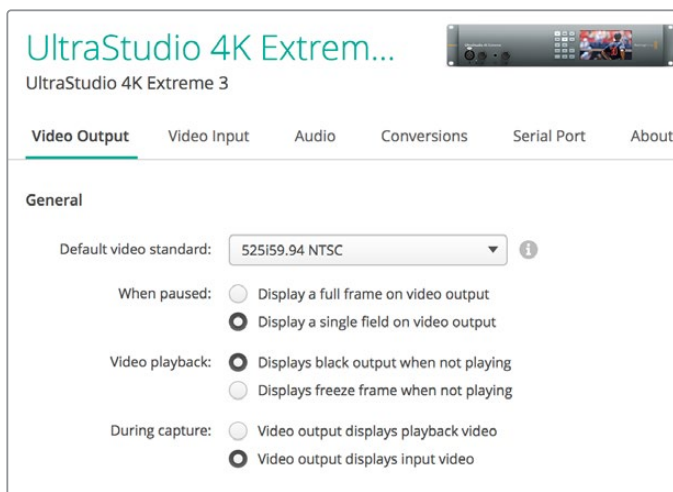 UltraStudio 4K Extrem...
UltraStudio 4K Extreme 3
Video Output Video Input Audio Conversions Serial Port About
General
Default video standard: 525i59.94 NTSC
When paused: Display a full frame on video output
Display a single field on video output
Video playback: Displays black output when not playing
Displays freeze frame when not playing
During capture: Video output displays playback video
Video output displays input video